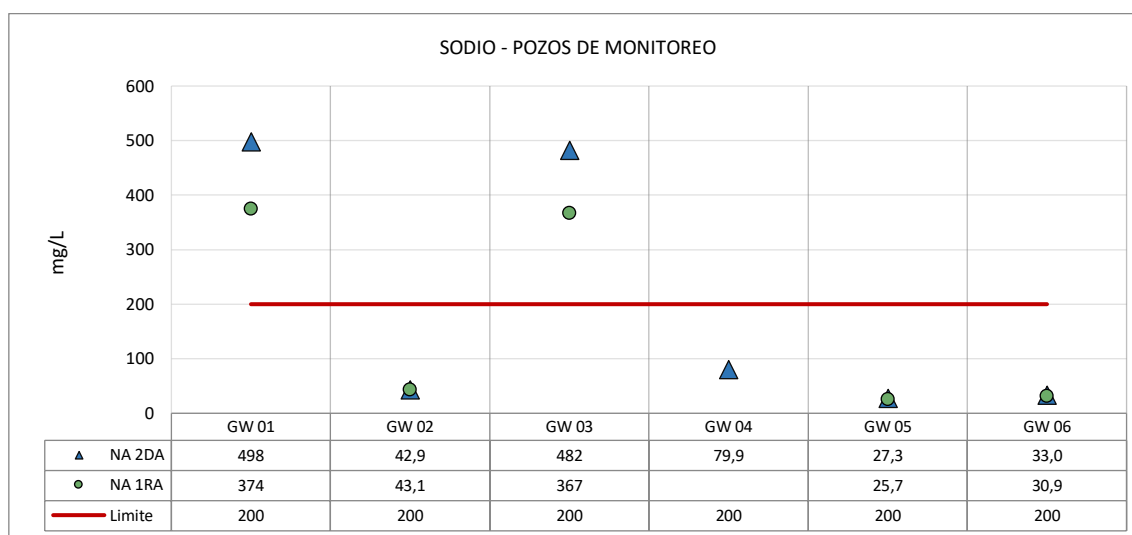 SODIO - POZOS DE MONITOREO
mg/L
600
500
400
300
200
100
0
GW 01 GW 02 GW 03 GW 04 GW 05 GW 06
NA 2DA 498 42,9 482 79,9 27,3 33,0
NA 1RA 374 43,1 367 25,7 30,9
Limite 200 200 200 200 200 200